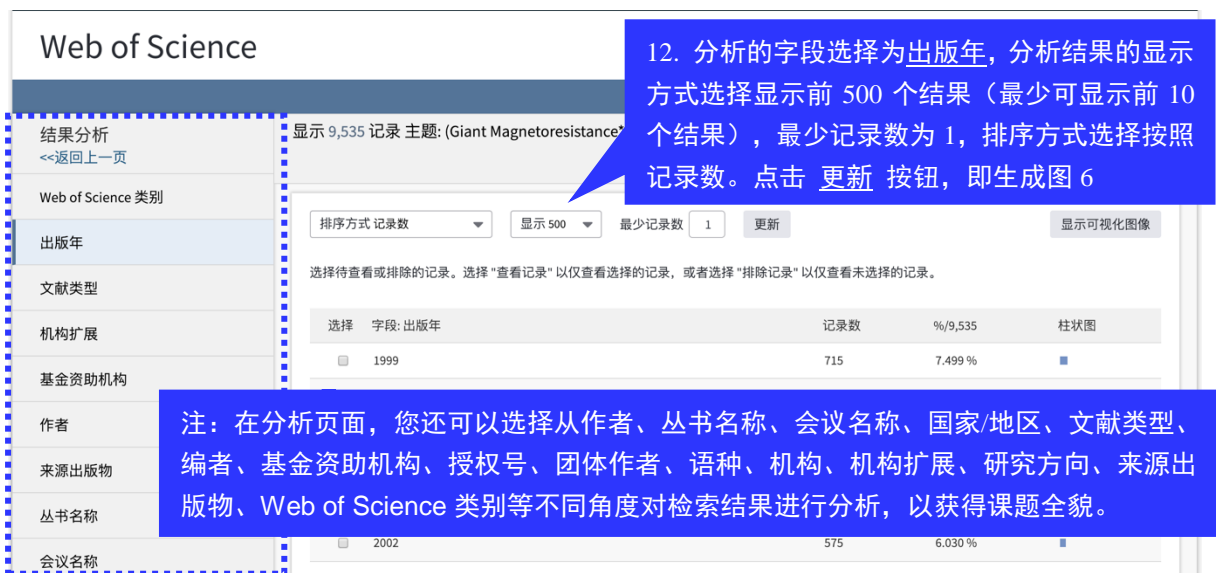 Web of Science
12. 分析的字段选择为出版年，分析结果的显示
方式选择显示前 500 个结果（最少可显示前 10
个结果），最少记录数为 1，排序方式选择按照
记录数。点击 更新 按钮，即生成图 6
结果分析
<<返回上一页
显示 9,535 记录 主题: (Giant Magnetoresistance*
Web of Science 类别
出版年
文献类型
机构扩展
基金资助机构
作者
来源出版物
丛书名称
会议名称
排序方式 记录数 显示 500 最少记录数 1 更新 显示可视化图像
选择待查看或排除的记录。选择 "查看记录" 以仅查看选择的记录，或者选择 "排除记录" 以仅查看未选择的记录。
选择 字段: 出版年 记录数 %/9,535 柱状图
1999 715 7.499 %
注：在分析页面，您还可以选择从作者、丛书名称、会议名称、国家/地区、文献类型、
编者、基金资助机构、授权号、团体作者、语种、机构、机构扩展、研究方向、来源出
版物、Web of Science 类别等不同角度对检索结果进行分析，以获得课题全貌。
2002 575 6.030 %